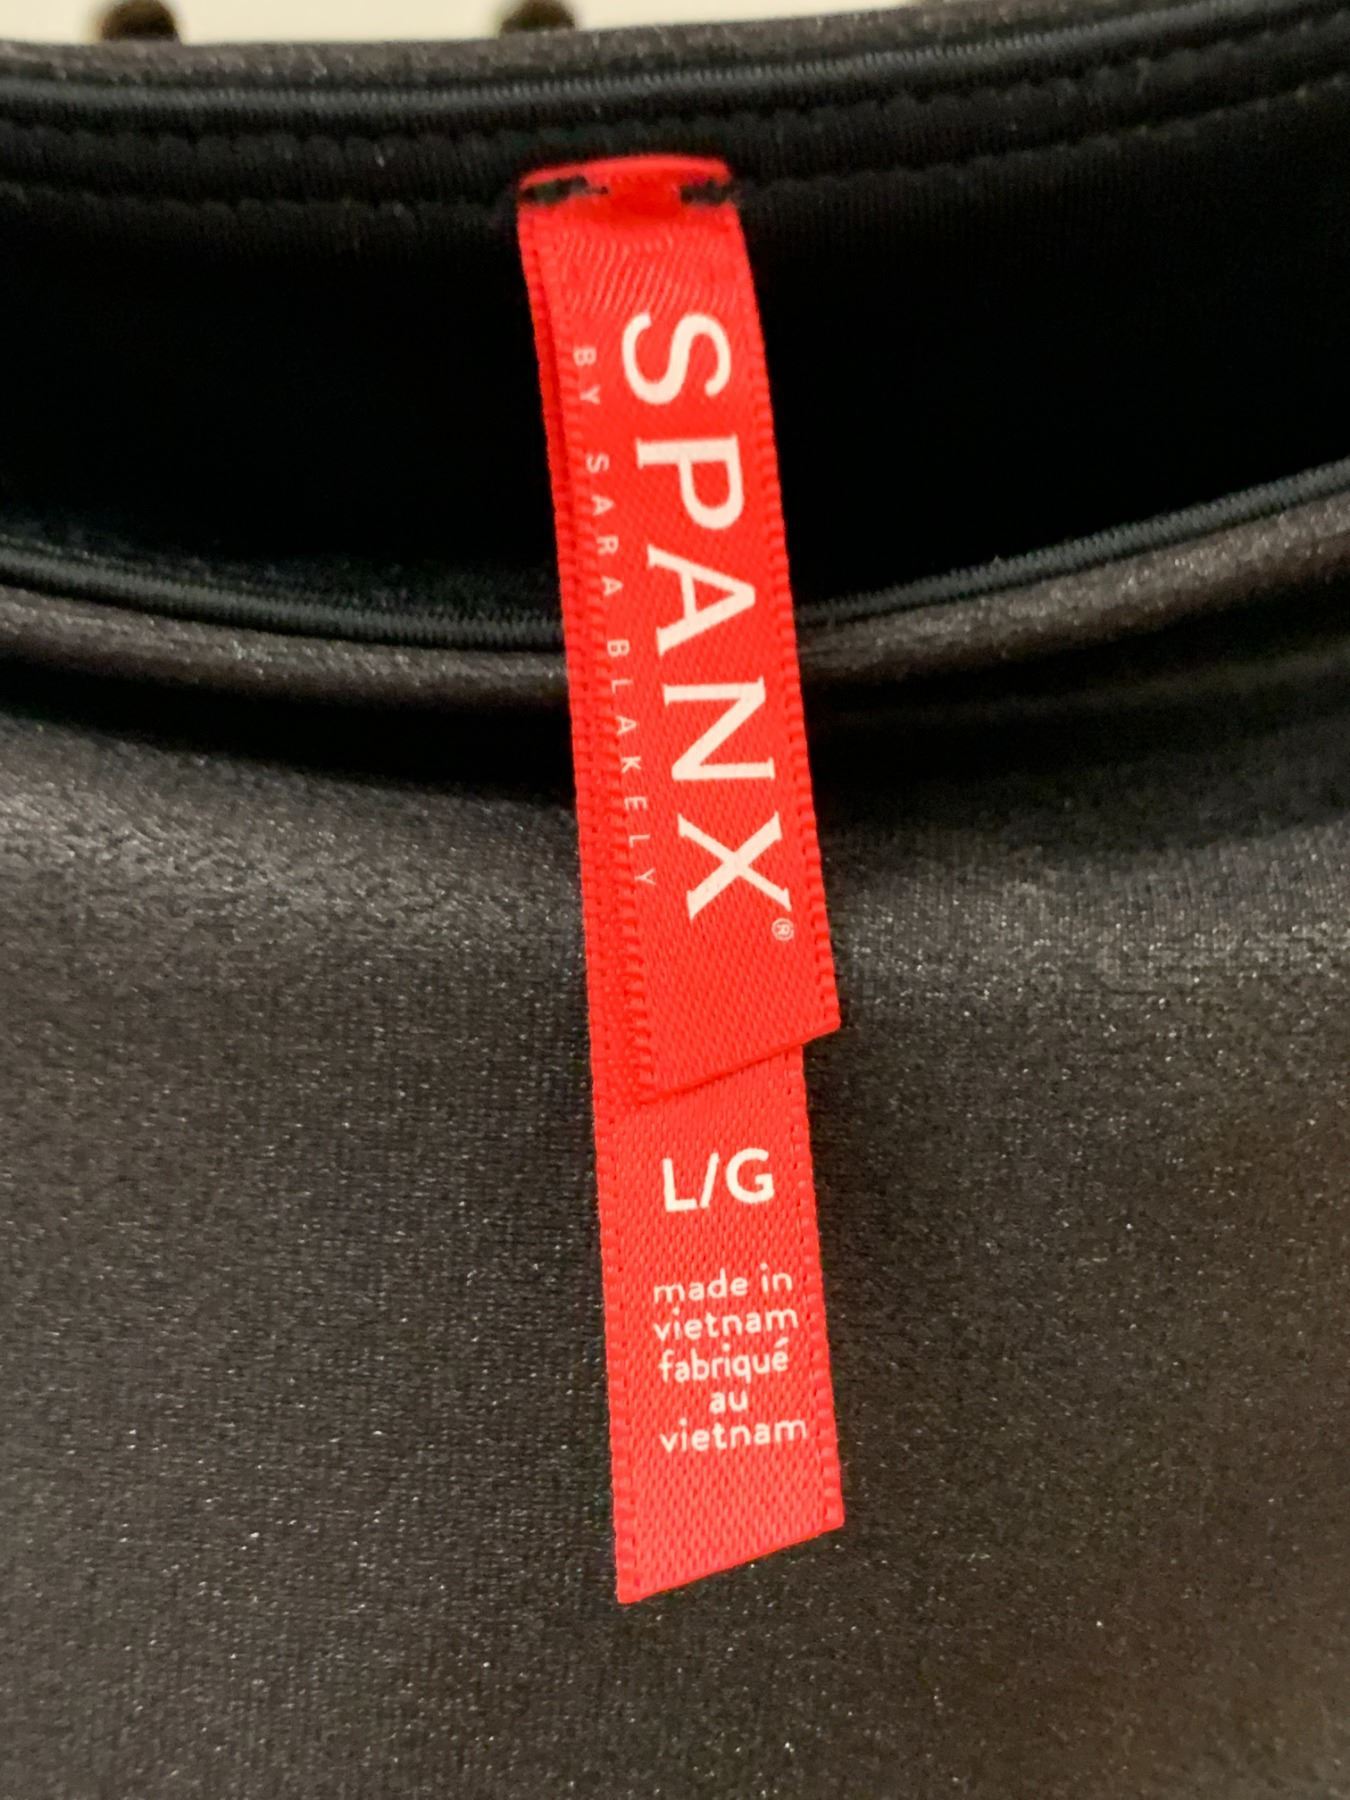 SPANX®
BY SARA BLAKELY
L/G
made in
vietnam
fabriqué
au
vietnam